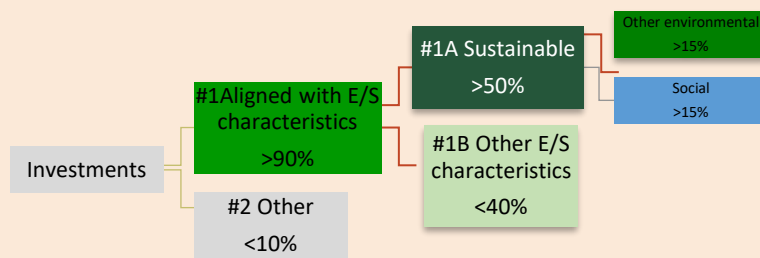 Investments
#1Aligned with E/S
characteristics
>90%
#2 Other
<10%
#1A Sustainable
>50%
#1B Other E/S
characteristics
<40%
Other environmental
>15%
Social
>15%